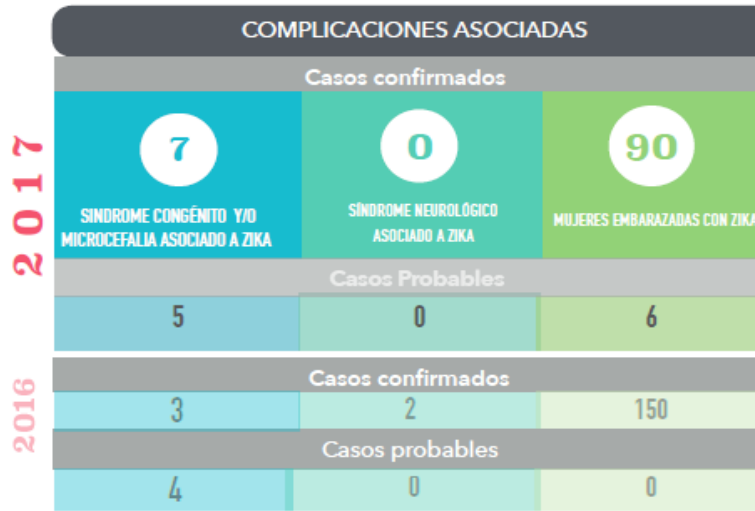 COMPLICACIONES ASOCIADAS
Casos confirmados
2017
7
SINDROME CONGÉNITO Y/O
MICROCEFALIA ASOCIADO A ZIKA
0
SÍNDROME NEUROLÓGICO
ASOCIADO A ZIKA
90
MUJERES EMBARAZADAS CON ZIKA
Casos Probables
5 0 6
2016
Casos confirmados
3 2 150
Casos probables
4 0 0